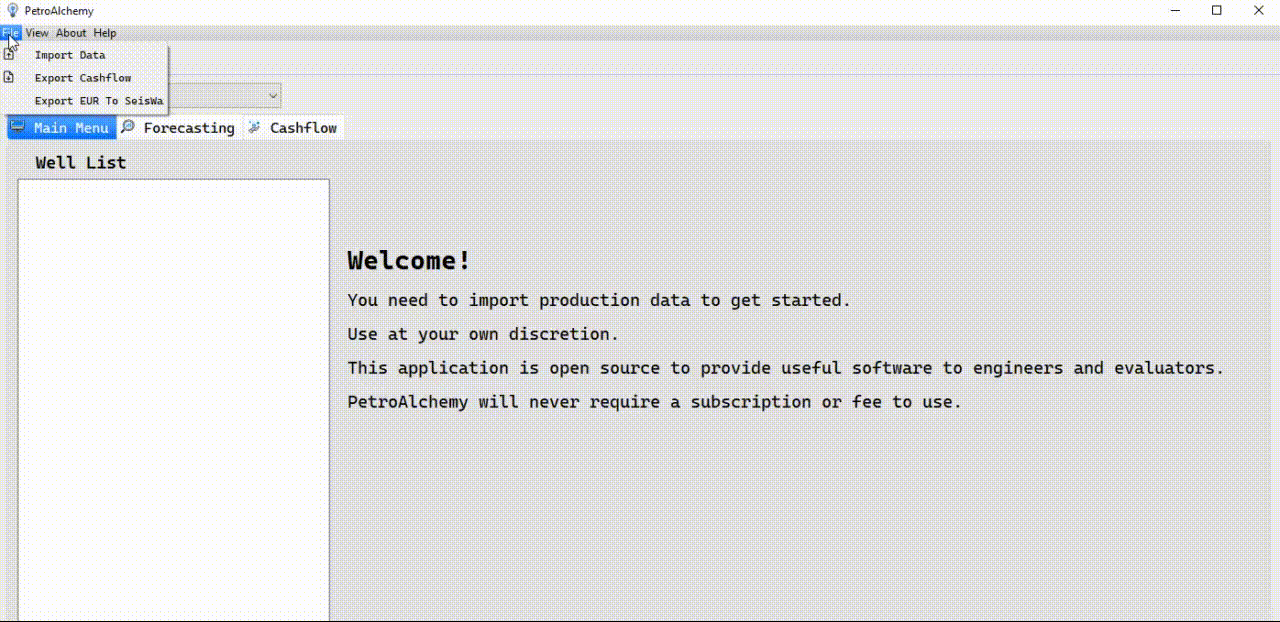 PetroAlchemy
File View About Help
Import Data
Export Cashflow
Export EUR To SeisWa
Main Menu Forecasting Cashflow
Well List
Welcome!
You need to import production data to get started.
Use at your own discretion.
This application is open source to provide useful software to engineers and evaluators.
PetroAlchemy will never require a subscription or fee to use.